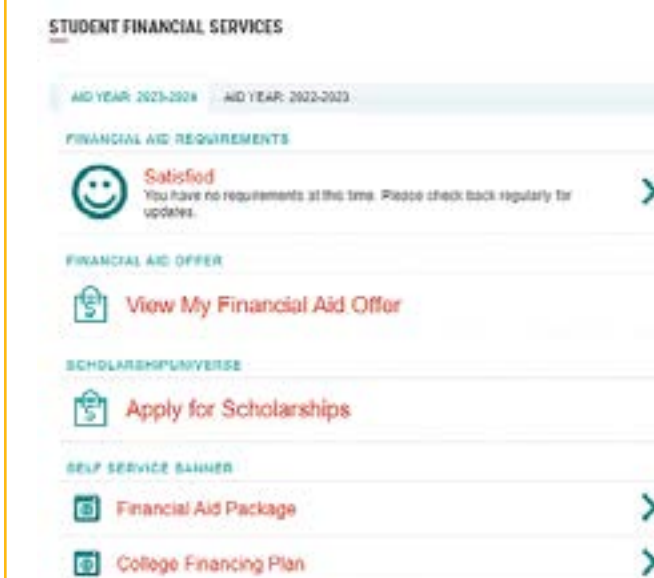 STUDENT FINANCIAL SERVICES
AID YEAR: 2023-2024 AID YEAR: 2022-2023
FINANCIAL AID REQUIREMENTS
Satisfied
You have no requirements at this time. Please check back regularly for
updates.
FINANCIAL AID OFFER
View My Financial Aid Offer
SCHOLARSHIPUNIVERSE
Apply for Scholarships
SELF SERVICE BANNER
Financial Aid Package
College Financing Plan